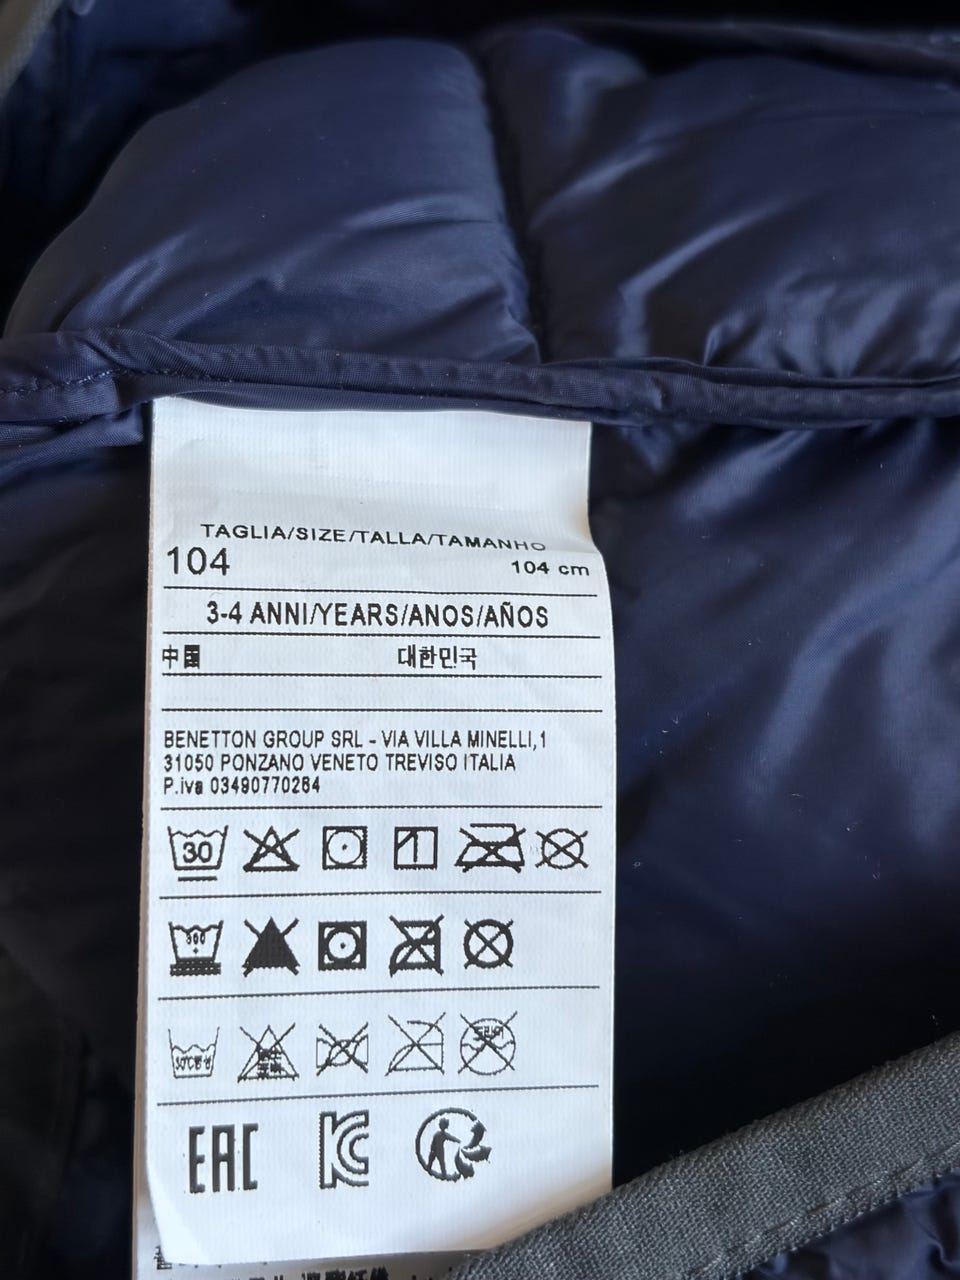 TAGLIA/SIZE/TALLA/TAMANHO
104 104 cm
3-4 ANNI/YEARS/ANOS/AÑOS
中国 대한민국
BENETTON GROUP SRL - VIA VILLA MINELLI,1
31050 PONZANO VENETO TREVISO ITALIA
P.iva 03490770264
30
EAC KC